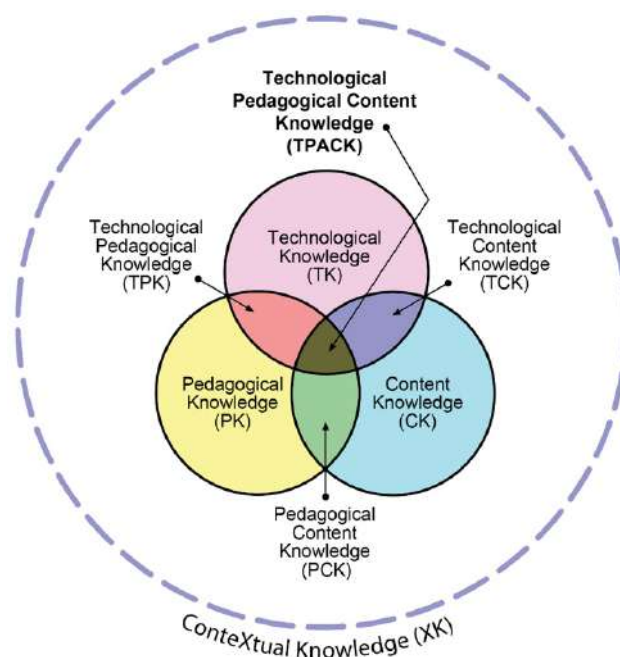 Technological
Pedagogical Content
Knowledge
(TPACK)
Technological
Pedagogical
Knowledge
(TPK)
Technological
Knowledge
(TK)
Technological
Content
Knowledge
(TCK)
Pedagogical
Knowledge
(PK)
Content
Knowledge
(CK)
Pedagogical
Content
Knowledge
(PCK)
ConteXtual Knowledge (XK)